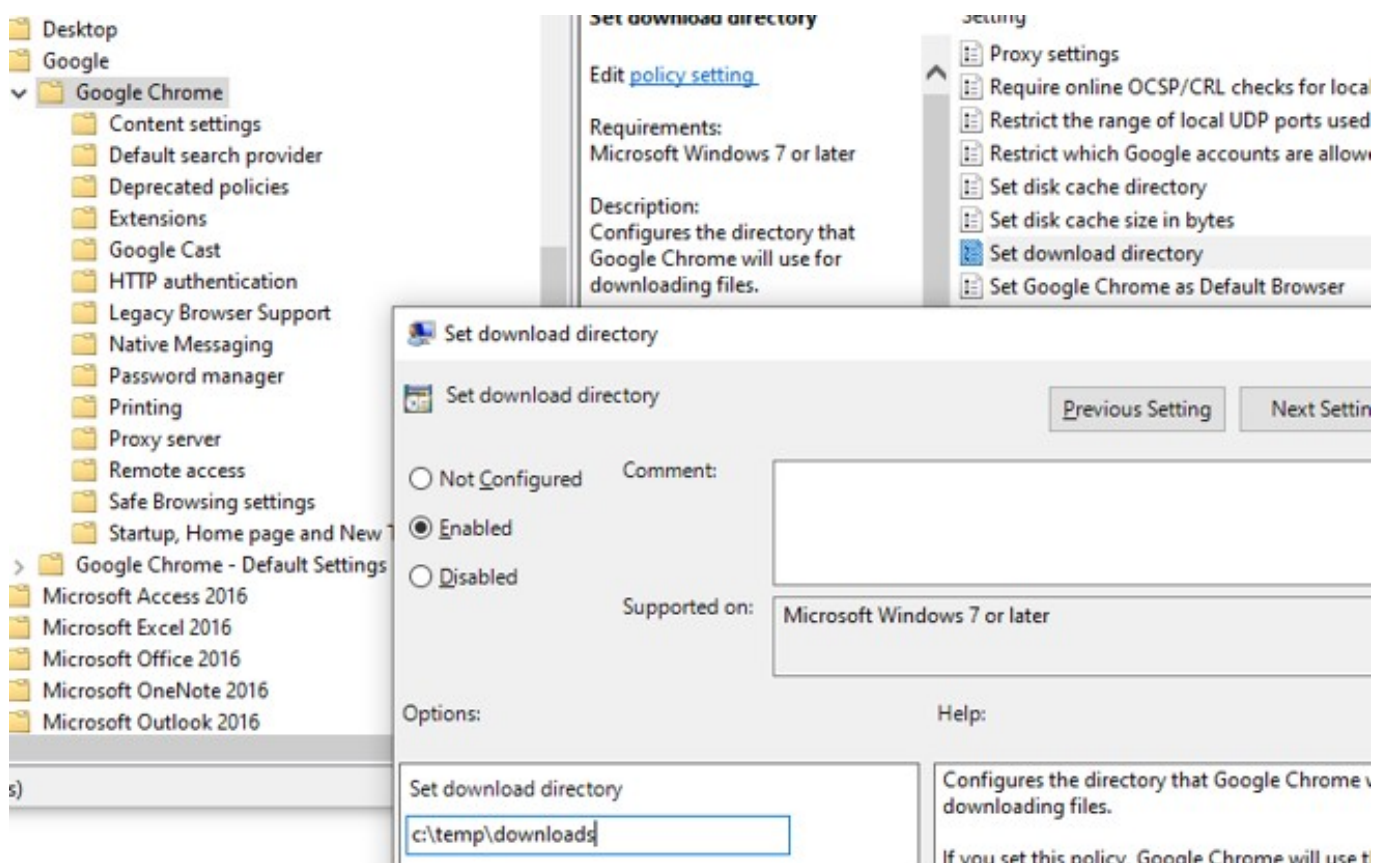 Desktop
Google
Google Chrome
Content settings
Default search provider
Deprecated policies
Extensions
Google Cast
HTTP authentication
Legacy Browser Support
Native Messaging
Password manager
Printing
Proxy server
Remote access
Safe Browsing settings
Startup, Home page and New
Google Chrome - Default Settings
Microsoft Access 2016
Microsoft Excel 2016
Microsoft Office 2016
Microsoft OneNote 2016
Microsoft Outlook 2016
s)
Set download directory
Edit policy setting
Requirements:
Microsoft Windows 7 or later
Description:
Configures the directory that
Google Chrome will use for
downloading files.
Setting
Proxy settings
Require online OCSP/CRL checks for local
Restrict the range of local UDP ports used
Restrict which Google accounts are allow
Set disk cache directory
Set disk cache size in bytes
Set download directory
Set Google Chrome as Default Browser
Set download directory
Set download directory
Previous Setting
Next Settin
Not Configured
Enabled
Disabled
Comment:
Supported on:
Microsoft Windows 7 or later
Options:
Help:
Set download directory
c:\temp\downloads
Configures the directory that Google Chrome
downloading files.
If you set this policy, Google Chrome will use